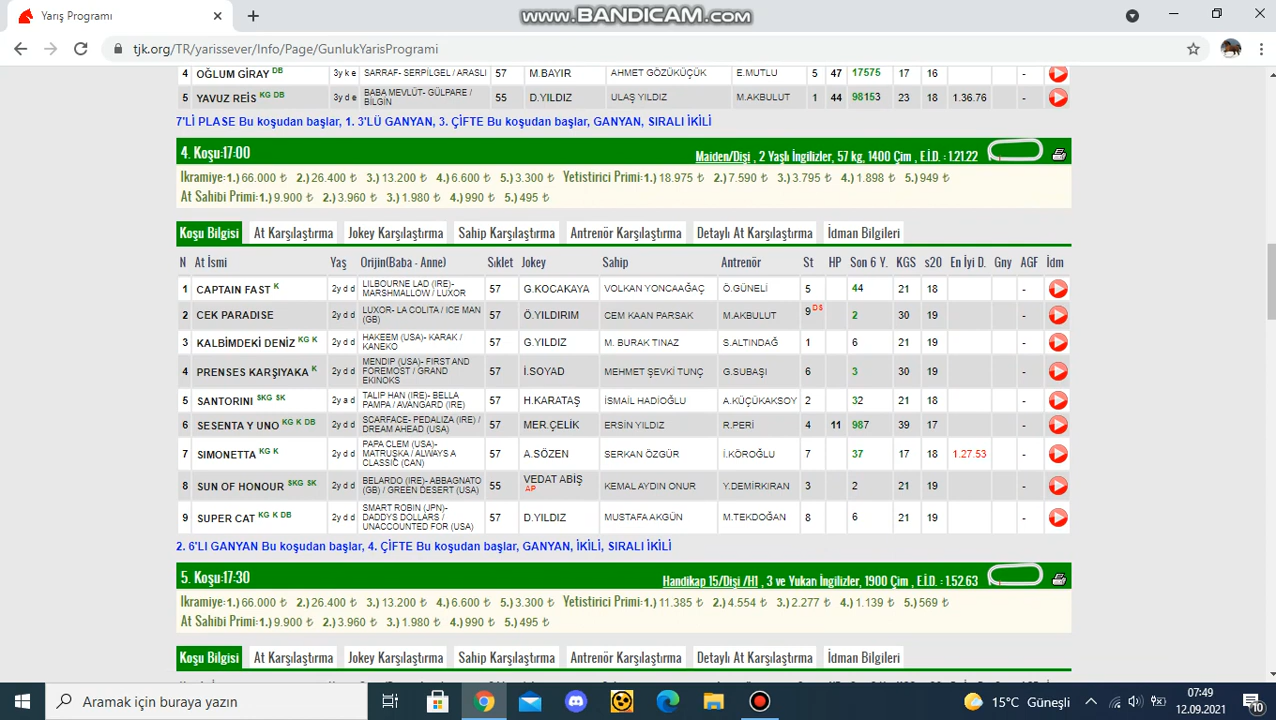 www.BANDICAM.com
Yarış Programı
tjk.org/TR/yarissever/Info/Page/GunlukYarisProgrami
4 OĞLUM GİRAY DB 3y k e SARRAF- SERPİLGEL / ARASLI 57 M.BAYIR AHMET GÖZÜKÜÇÜK E.MUTLU 5 47 17575 17 16 -
5 YAVUZ REİS KG DB 3y d e BABA MEVLÜT- GÜLPARE / BİLGİN 55 D.YILDIZ ULAŞ YILDIZ M.AKBULUT 1 44 98153 23 18 1.36.76 -
7'Lİ PLASE Bu koşudan başlar, 1. 3'LÜ GANYAN, 3. ÇİFTE Bu koşudan başlar, GANYAN, SIRALI İKİLİ
4. Koşu:17:00 Maiden/Dişi , 2 Yaşlı İngilizler, 57 kg, 1400 Çim , E.İ.D. : 1.21.22
Ikramiye:1.) 66.000 ₺ 2.) 26.400 ₺ 3.) 13.200 ₺ 4.) 6.600 ₺ 5.) 3.300 ₺ Yetistirici Primi:1.) 18.975 ₺ 2.) 7.590 ₺ 3.) 3.795 ₺ 4.) 1.898 ₺ 5.) 949 ₺
At Sahibi Primi:1.) 9.900 ₺ 2.) 3.960 ₺ 3.) 1.980 ₺ 4.) 990 ₺ 5.) 495 ₺
Koşu Bilgisi At Karşılaştırma Jokey Karşılaştırma Sahip Karşılaştırma Antrenör Karşılaştırma Detaylı At Karşılaştırma İdman Bilgileri
N At İsmi Yaş Orijin(Baba - Anne) Sıklet Jokey Sahip Antrenör St HP Son 6 Y. KGS s20 En İyi D. Gny AGF İdm
1 CAPTAIN FAST K 2y d d LILBOURNE LAD (IRE)- MARSHMALLOW / LUXOR 57 G.KOCAKAYA VOLKAN YONCAAĞAÇ Ö.GÜNELİ 5 44 21 18 -
2 CEK PARADISE 2y d d LUXOR- LA COLITA / ICE MAN (GB) 57 Ö.YILDIRIM CEM KAAN PARSAK M.AKBULUT 9 DS 2 30 19 -
3 KALBİMDEKİ DENİZ KG K 2y d d HAKEEM (USA)- KARAK / KANEKO 57 G.YILDIZ M. BURAK TINAZ S.ALTINDAĞ 1 6 21 19 -
4 PRENSES KARŞIYAKA K 2y d d MENDIP (USA)- FIRST AND FOREMOST / GRAND EKINOKS 57 İ.SOYAD MEHMET ŞEVKİ TUNÇ G.SUBAŞI 6 3 30 19 -
5 SANTORINI SKG SK 2y a d TALIP HAN (IRE)- BELLA PAMPA / AVANGARD (IRE) 57 H.KARATAŞ İSMAİL HADİOĞLU A.KÜÇÜKAKSOY 2 32 21 19 -
6 SESENTA Y UNO KG K DB 2y d d SCARFACE- PEDALIZA (IRE) / DREAM AHEAD (USA) 57 MER.ÇELİK ERSİN YILDIZ R.PERİ 4 11 987 39 17 -
7 SIMONETTA KG K 2y d d PAPA CLEM (USA)- MATRUŞKA / ALWAYS A CLASSIC (CAN) 57 A.SÖZEN SERKAN ÖZGÜR İ.KÖROĞLU 7 37 17 18 1.27.53 -
8 SUN OF HONOUR SKG SK 2y d d BELARDO (IRE)- ABBAGNATO (GB) / GREEN DESERT (USA) 55 VEDAT ABİŞ AP KEMAL AYDIN ONUR Y.DEMİRKIRAN 3 2 21 19 -
9 SUPER CAT KG K DB 2y d d SMART ROBIN (JPN)- DADDYS DOLLARS / UNACCOUNTED FOR (USA) 57 D.YILDIZ MUSTAFA AKGÜN M.TEKDOĞAN 8 6 21 19 -
2. 6'LI GANYAN Bu koşudan başlar, 4. ÇİFTE Bu koşudan başlar, GANYAN, İKİLİ, SIRALI İKİLİ
5. Koşu:17:30 Handikap 15/Dişi /H1 , 3 ve Yukarı İngilizler, 1900 Çim , E.İ.D. : 1.52.63
Ikramiye:1.) 66.000 ₺ 2.) 26.400 ₺ 3.) 13.200 ₺ 4.) 6.600 ₺ 5.) 3.300 ₺ Yetistirici Primi:1.) 11.385 ₺ 2.) 4.554 ₺ 3.) 2.277 ₺ 4.) 1.139 ₺ 5.) 569 ₺
At Sahibi Primi:1.) 9.900 ₺ 2.) 3.960 ₺ 3.) 1.980 ₺ 4.) 990 ₺ 5.) 495 ₺
Koşu Bilgisi At Karşılaştırma Jokey Karşılaştırma Sahip Karşılaştırma Antrenör Karşılaştırma Detaylı At Karşılaştırma İdman Bilgileri
Aramak için buraya yazın 15°C Güneşli 07:49
12.09.2021 10